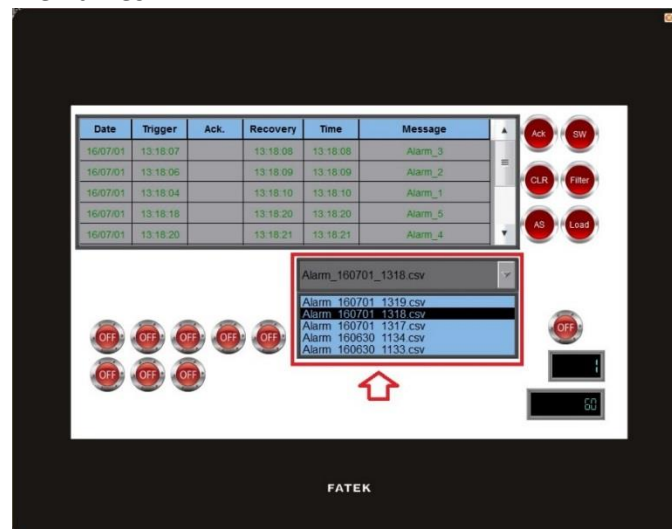 Date Trigger Ack. Recovery Time Message
16/07/01 13:18:07 13:18:08 13:18:08 Alarm_3
16/07/01 13:18:06 13:18:09 13:18:09 Alarm_2
16/07/01 13:18:04 13:18:10 13:18:10 Alarm_1
16/07/01 13:18:18 13:18:20 13:18:20 Alarm_5
16/07/01 13:18:20 13:18:21 13:18:21 Alarm_4
Ack SW
CLR Filter
AS Load
Alarm_160701_1318.csv
Alarm_160701_1319.csv
Alarm_160701_1318.csv
Alarm_160701_1317.csv
Alarm_160630_1134.csv
Alarm_160630_1133.csv
OFF OFF OFF OFF OFF OFF
OFF OFF OFF
1
60
FATEK